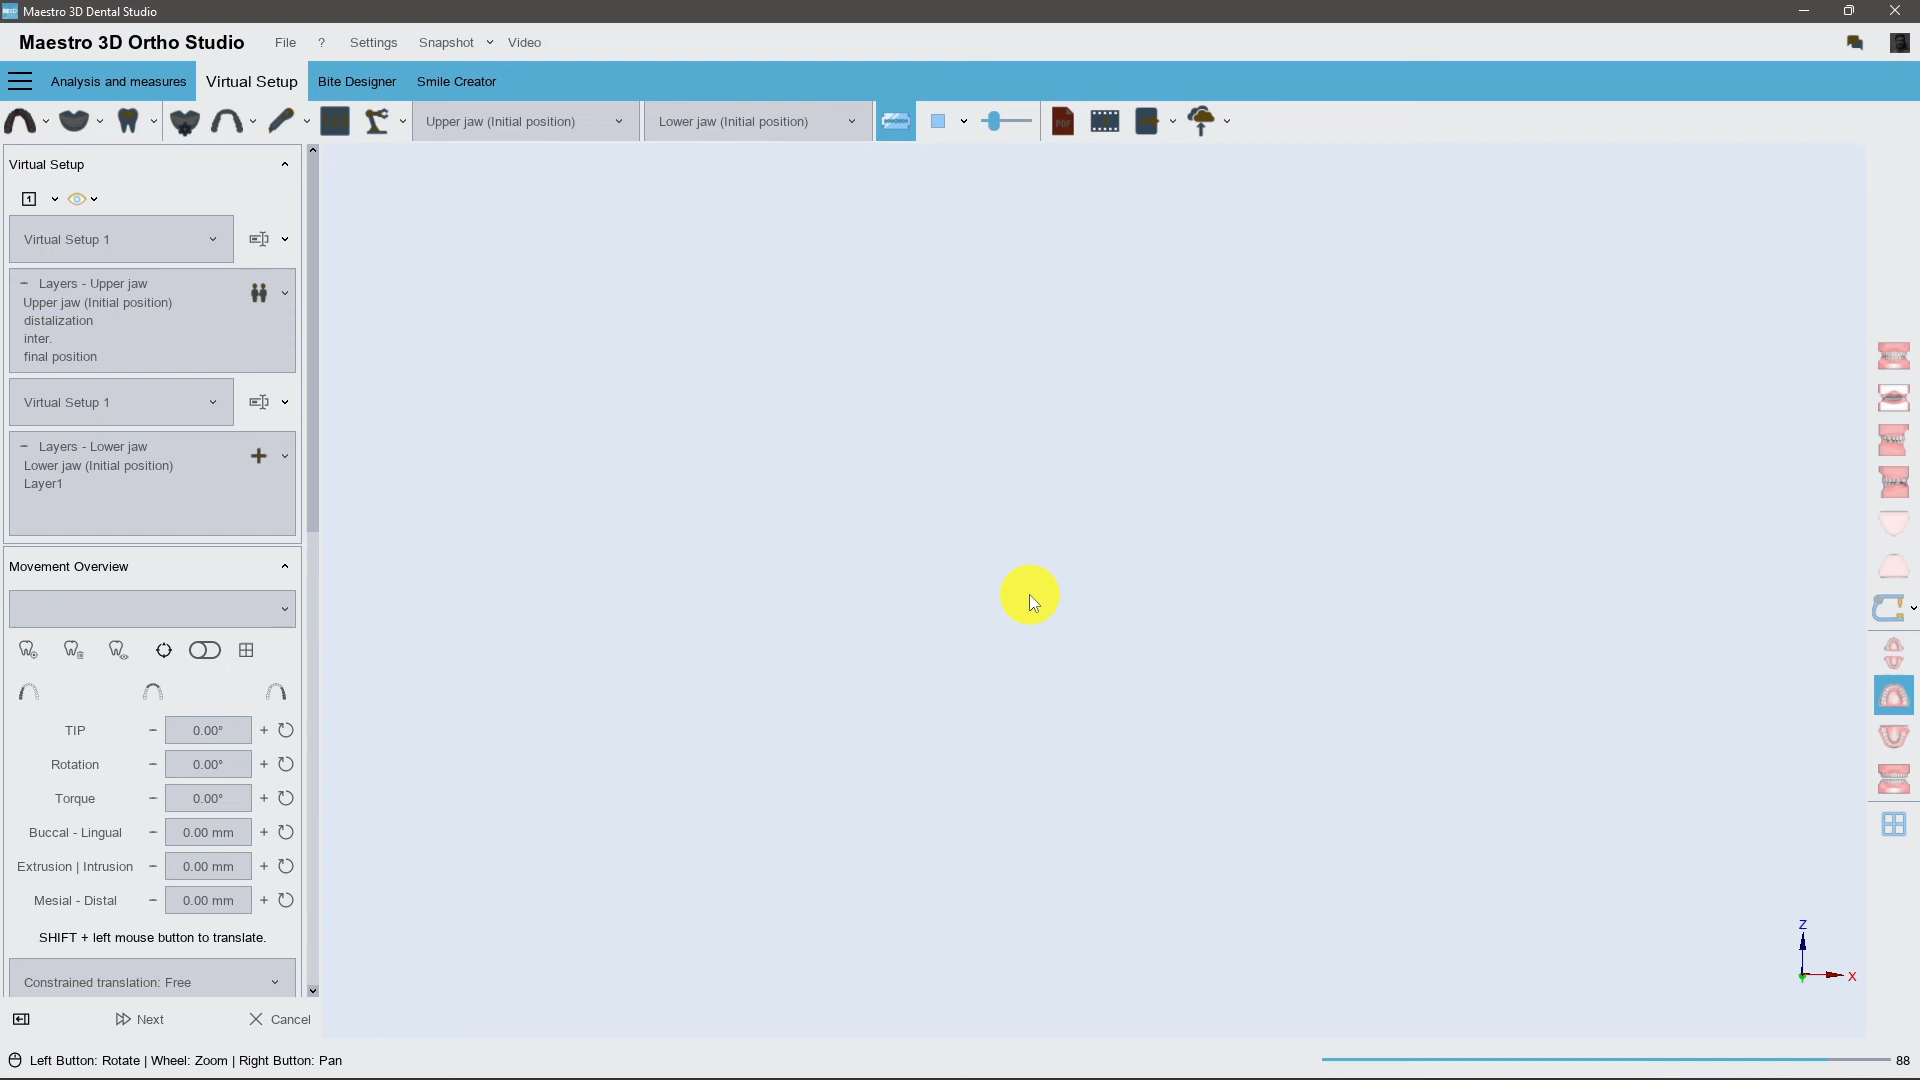 Maestro 3D Dental Studio
Maestro 3D Ortho Studio
File ? Settings Snapshot Video
Analysis and measures Virtual Setup Bite Designer Smile Creator
Upper jaw (Initial position) Lower jaw (Initial position)
PDF
Virtual Setup
1
Virtual Setup 1
Layers - Upper jaw
Upper jaw (Initial position)
distalization
inter.
final position
Virtual Setup 1
Layers - Lower jaw
Lower jaw (Initial position)
Layer1
Movement Overview
TIP 0.00°
Rotation 0.00°
Torque 0.00°
Buccal - Lingual 0.00 mm
Extrusion | Intrusion 0.00 mm
Mesial - Distal 0.00 mm
SHIFT + left mouse button to translate.
Constrained translation: Free
Next Cancel
Z
X
Left Button: Rotate | Wheel: Zoom | Right Button: Pan
88